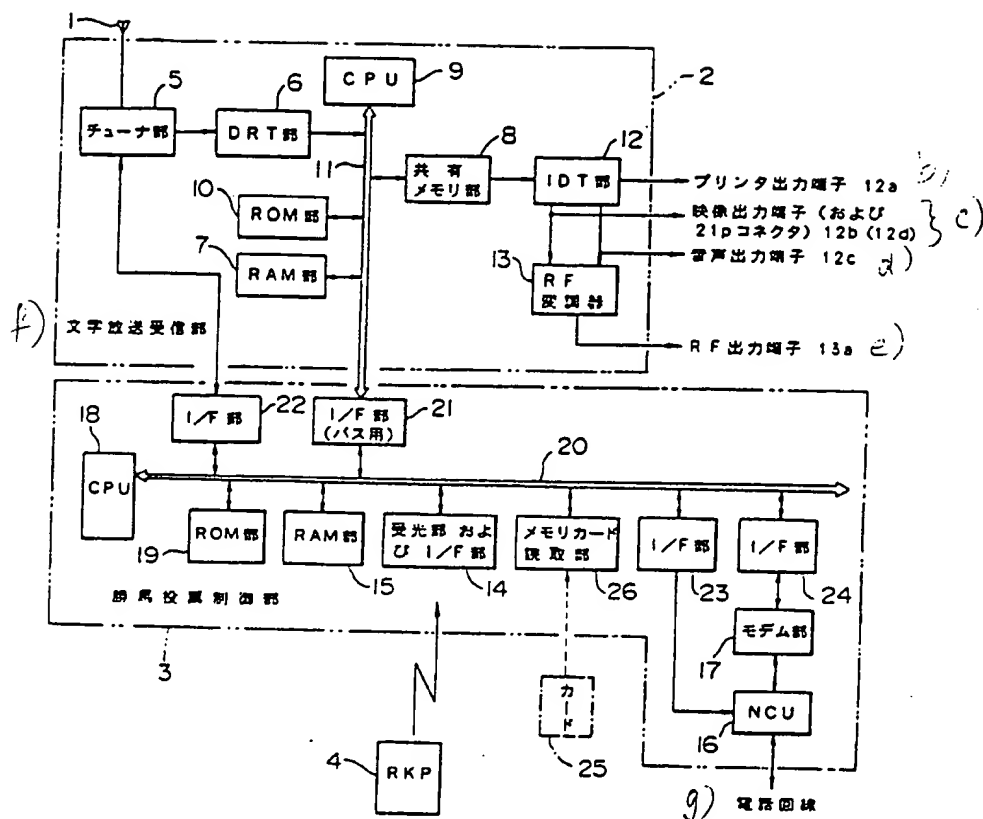 1
5
チューナ部
6
DRT部
CPU
9
2
11
8
共有
メモリ部
12
IDT部
プリンタ出力端子 12a
b)
映像出力端子(および
21pコネクタ) 12b (12d)
c)
音声出力端子 12c
d)
10
ROM部
7
RAM部
13
RF
変調器
RF出力端子 13a
e)
f)
文字放送受信部
18
CPU
I/F部
22
I/F部
(バス用)
21
20
ROM部
19
RAM部
15
受光部および
びI/F部
14
メモリカード
読取部
26
I/F部
23
I/F部
24
勝馬投票制御部
3
モデム部
17
NCU
16
カード
25
4
RKP
g)
電話回線